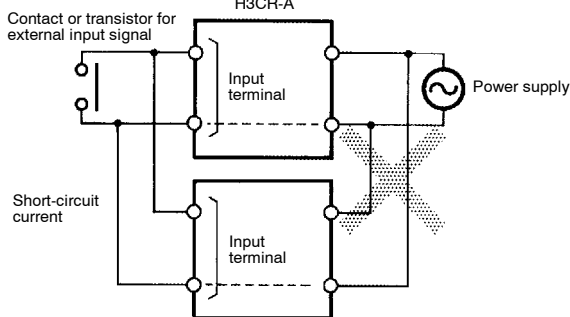 H3CR-A
Contact or transistor for
external input signal
Input
terminal
Power supply
Short-circuit
current
Input
terminal